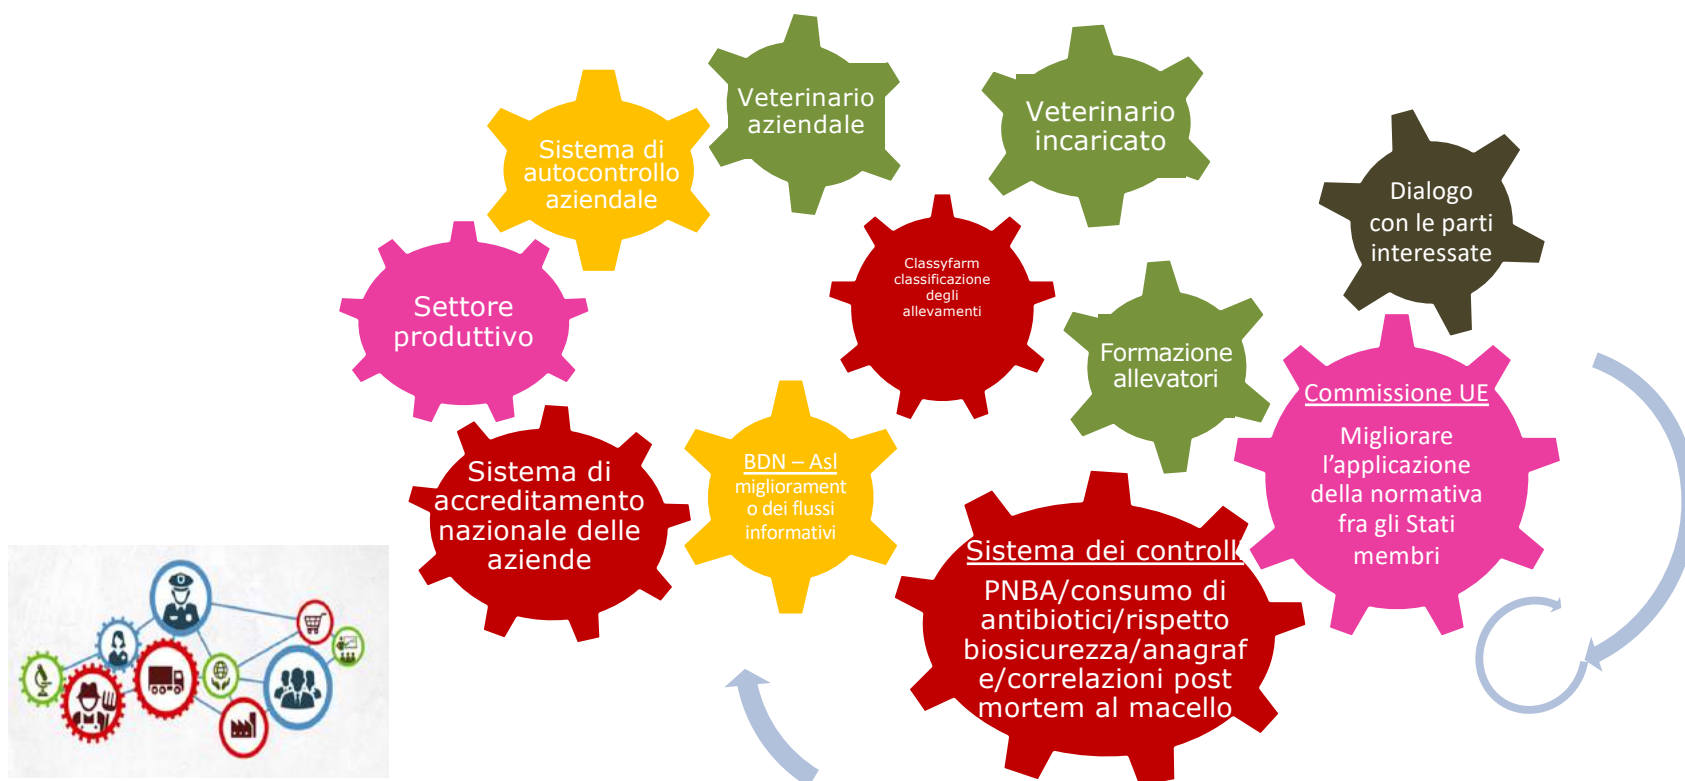 Veterinario
aziendale
Veterinario
incaricato
Sistema di
autocontrollo
aziendale
Dialogo
con le parti
interessate
Classyfarm
classificazione
degli
allevamenti
Settore
produttivo
Formazione
allevatori
Commissione UE
Migliorare
l’applicazione
della normativa
fra gli Stati
membri
Sistema di
accreditamento
nazionale delle
aziende
BDN – Asl
migliorament
o dei flussi
informativi
Sistema dei controlli
PNBA/consumo di
antibiotici/rispetto
biosicurezza/anagraf
e/correlazioni post
mortem al macello